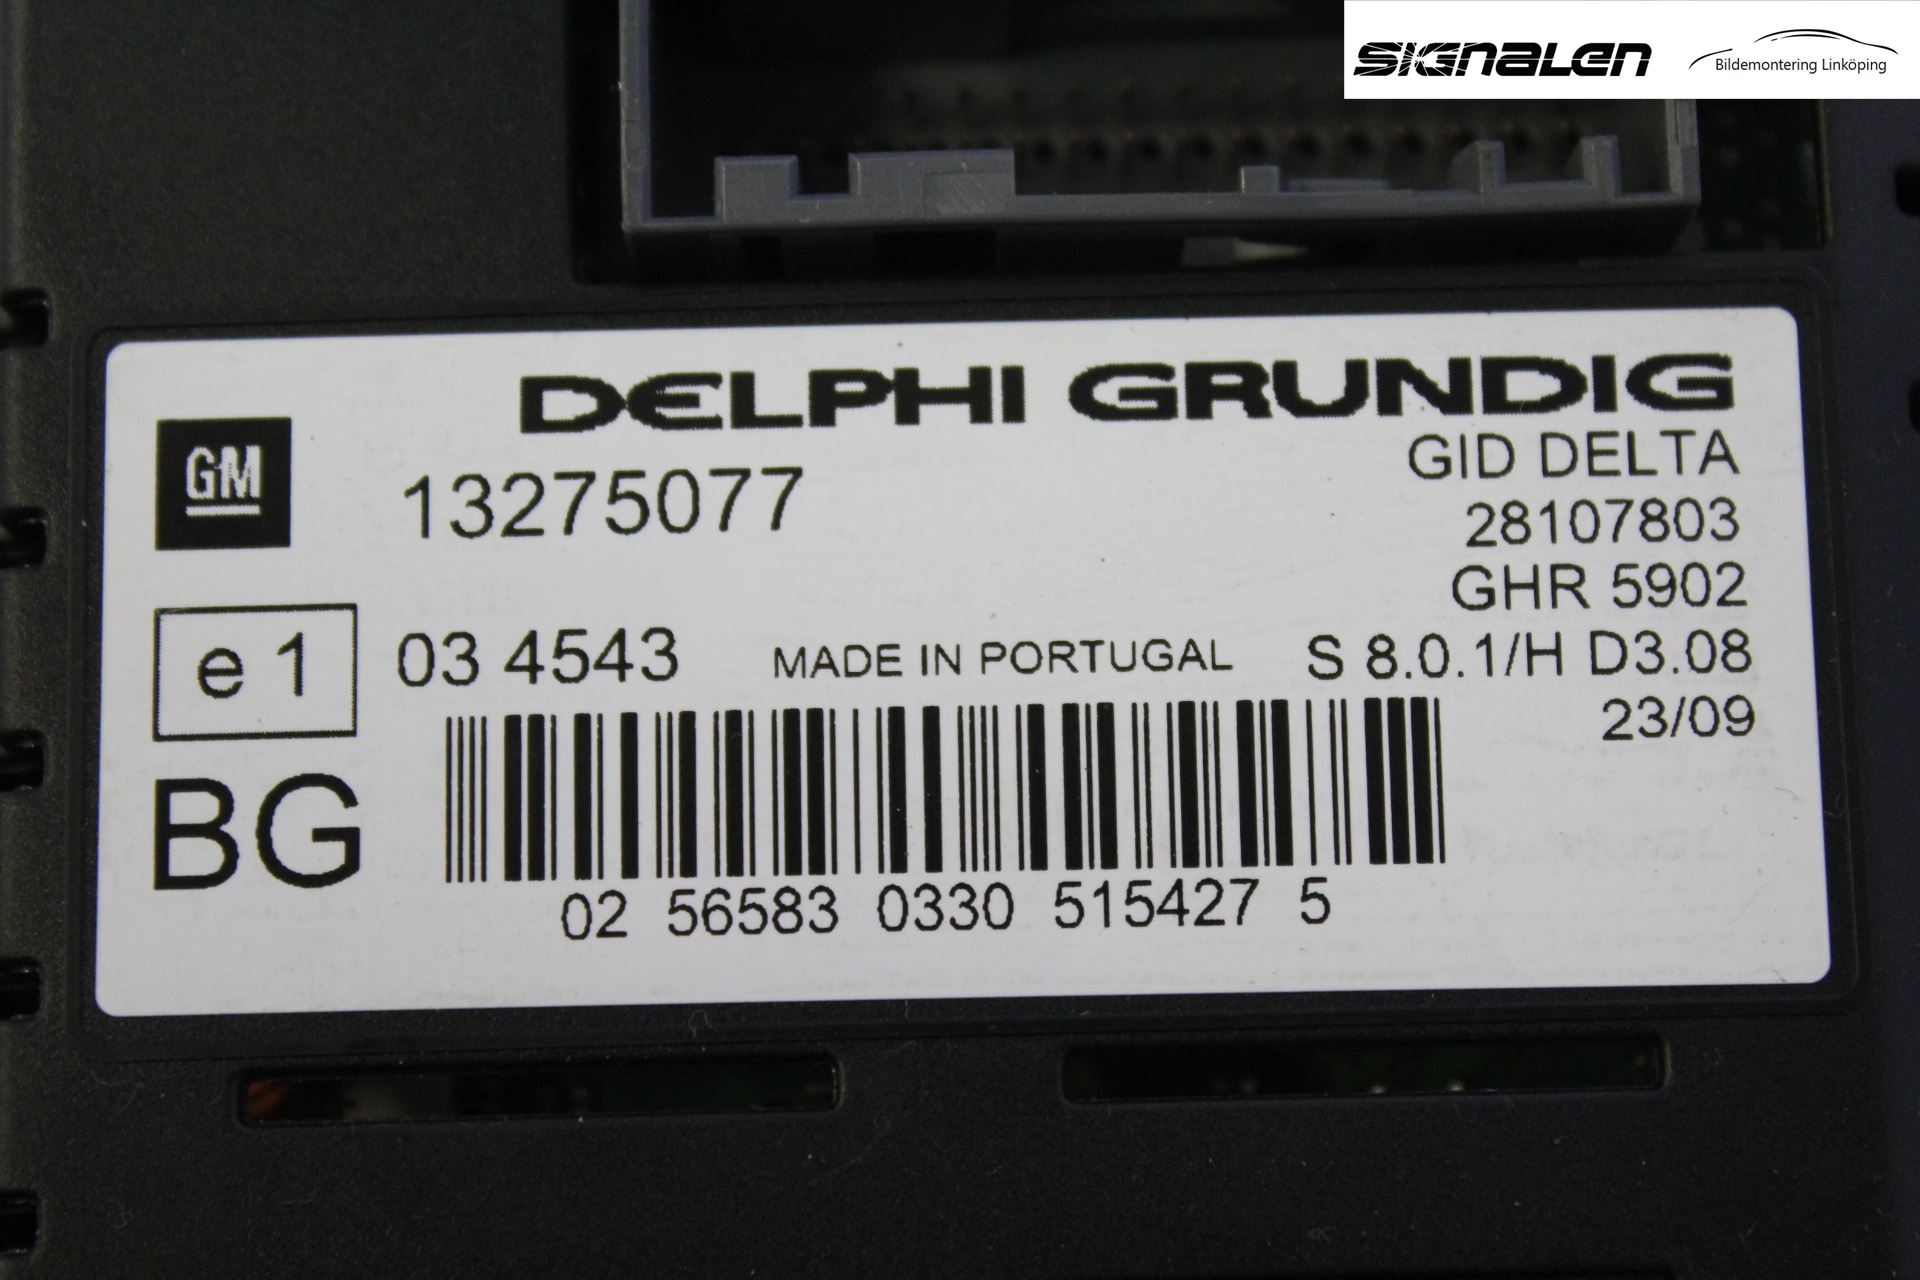 SIGNALEN
Bildemontering Linköping
DELPHI GRUNDIG
GM
13275077
GID DELTA
28107803
GHR 5902
e1 03 4543 MADE IN PORTUGAL S 8.0.1/H D3.08
23/09
BG
02 56583 0330 515427 5